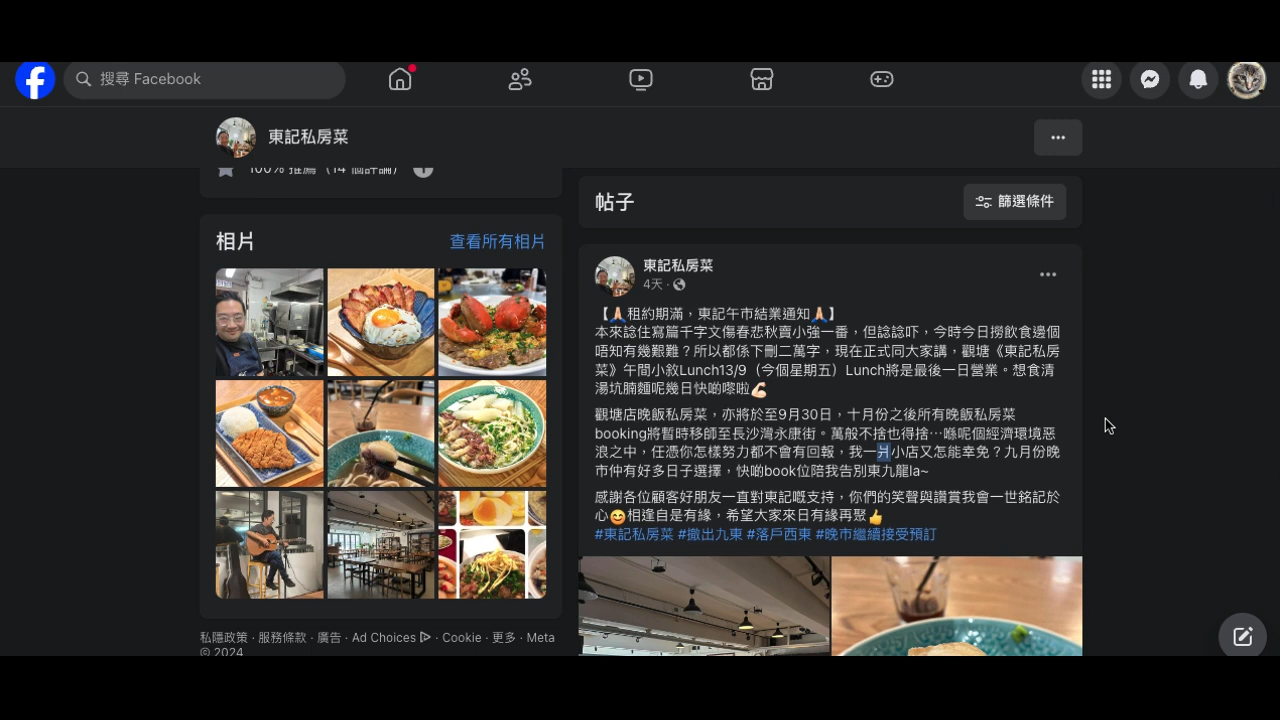 搜尋 Facebook
東記私房菜
100% 推薦（14 個評論）
相片
查看所有相片
私隱政策 · 服務條款 · 廣告 · Ad Choices · Cookie · 更多 · Meta
© 2024
帖子
篩選條件
東記私房菜
4天
【🙏🏻租約期滿，東記午市結業通知🙏🏻】
本來諗住寫篇千字文傷春悲秋賣小強一番，但諗諗吓，今時今日撈飲食邊個
唔知有幾艱難？所以都係下刪二萬字，現在正式同大家講，觀塘《東記私房
菜》午間小敘Lunch13/9（今個星期五）Lunch將是最後一日營業。想食清
湯坑腩麵呢幾日快啲嚟啦💪🏻
觀塘店晚飯私房菜，亦將於至9月30日，十月份之後所有晚飯私房菜
booking將暫時移師至長沙灣永康街。萬般不捨也得捨⋯喺呢個經濟環境惡
浪之中，任憑你怎樣努力都不會有回報，我一爿小店又怎能幸免？九月份晚
市仲有好多日子選擇，快啲book位陪我告別東九龍la~
感謝各位顧客好朋友一直對東記嘅支持，你們的笑聲與讚賞我會一世銘記於
心😊相逢自是有緣，希望大家來日有緣再聚👍
#東記私房菜 #撤出九東 #落戶西東 #晚市繼續接受預訂